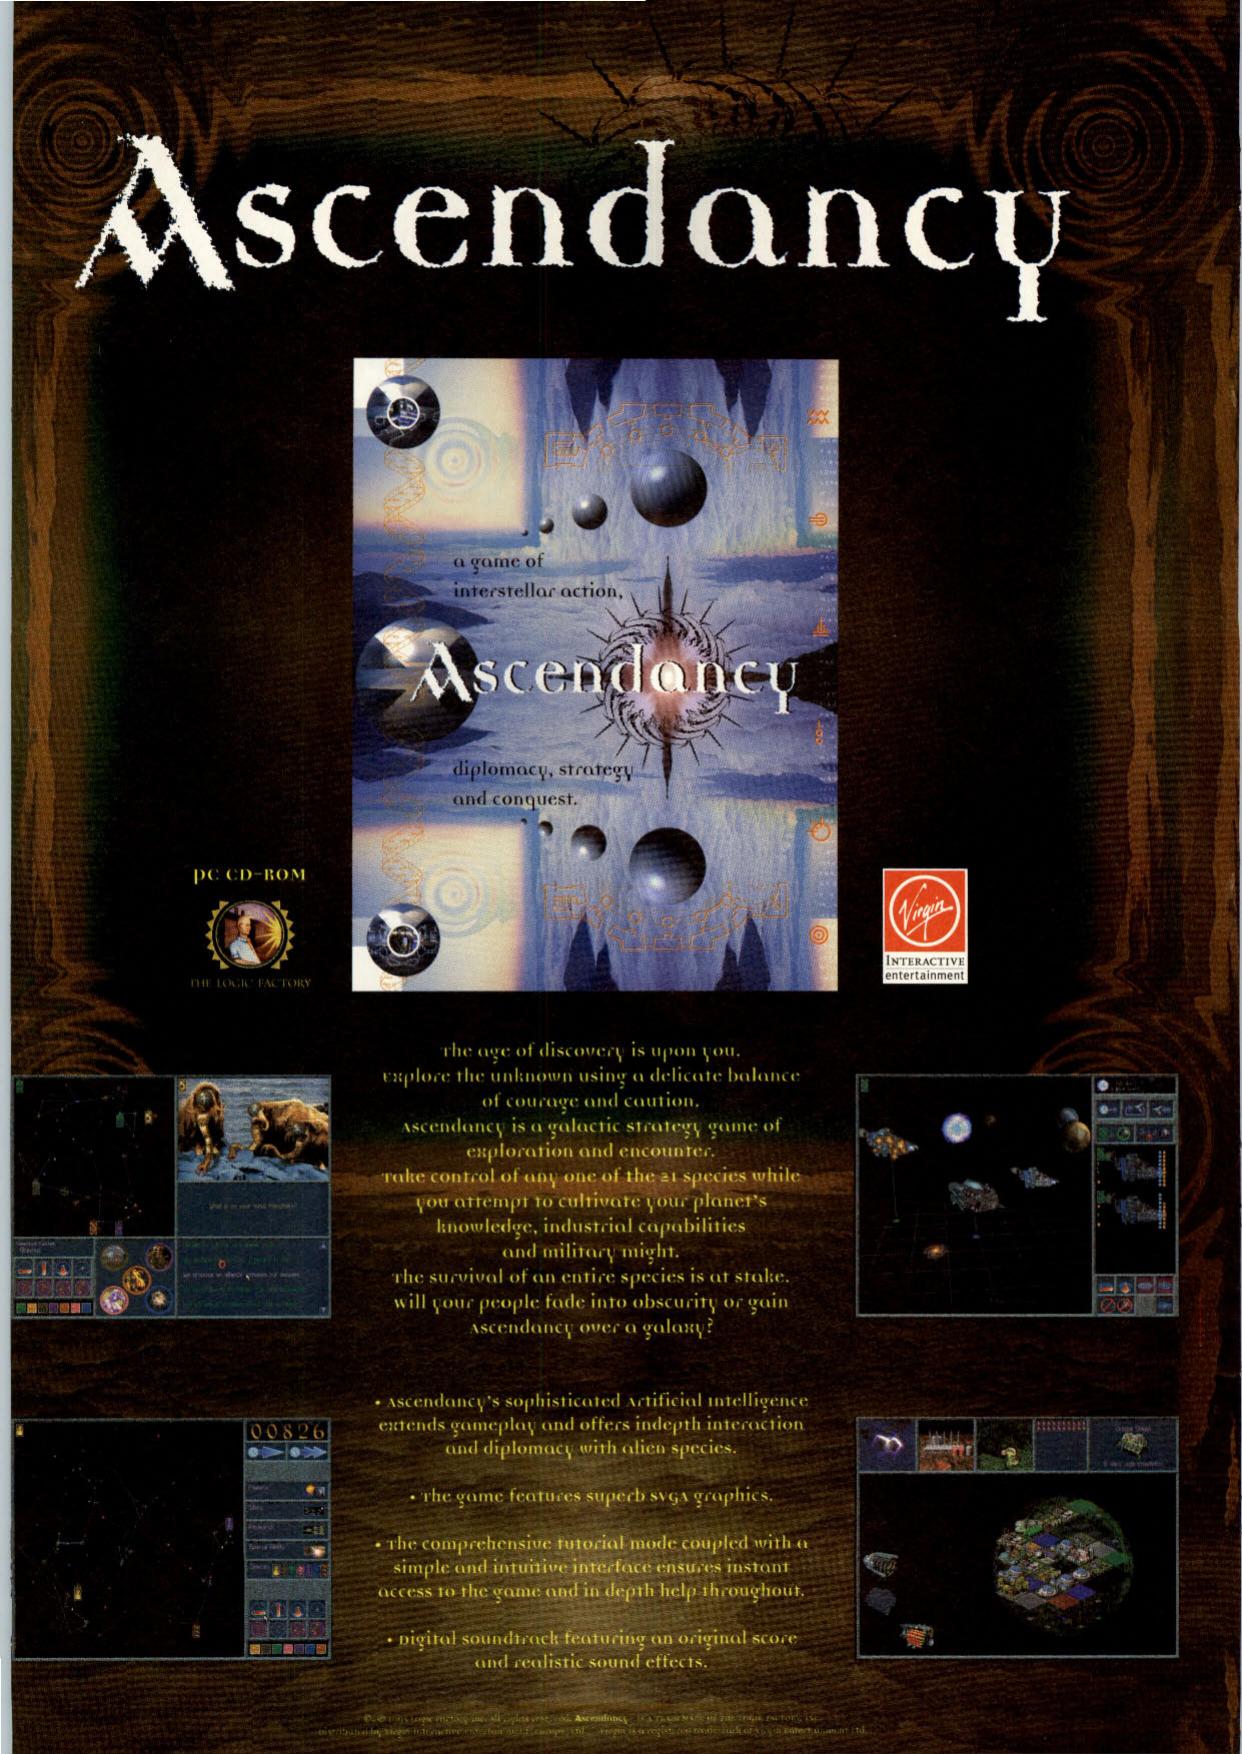 Ascendancy
a game of
interstellar action,
Ascendancy
diplomacy, strategy
and conquest.
PC CD-ROM
THE LOGIC FACTORY
Virgin
INTERACTIVE
entertainment
The age of discovery is upon you.
Explore the unknown using a delicate balance
of courage and caution.
Ascendancy is a galactic strategy game of
exploration and encounter.
Take control of any one of the 21 species while
you attempt to cultivate your planet's
knowledge, industrial capabilities
and military might.
The survival of an entire species is at stake.
Will your people fade into obscurity or gain
Ascendancy over a galaxy?
• Ascendancy's sophisticated Artificial Intelligence
extends gameplay and offers indepth interaction
and diplomacy with alien species.
• The game features superb SVGA graphics.
• The comprehensive tutorial mode coupled with a
simple and intuitive interface ensures instant
access to the game and in depth help throughout.
• Digital soundtrack featuring an original score
and realistic sound effects.
00826
Planets
Ships
Research
Special Ability
Species